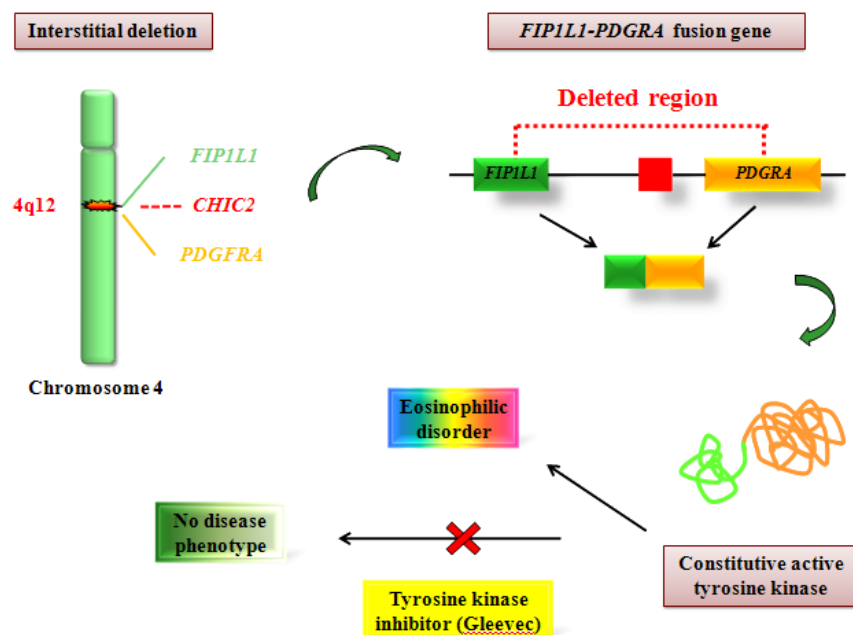 Interstitial deletion
FIP1L1-PDGRA fusion gene
Deleted region
FIP1L1
4q12
CHIC2
PDGFRA
FIP1L1
PDGRA
Chromosome 4
Eosinophilic
disorder
No disease
phenotype
Tyrosine kinase
inhibitor (Gleevec)
Constitutive active
tyrosine kinase